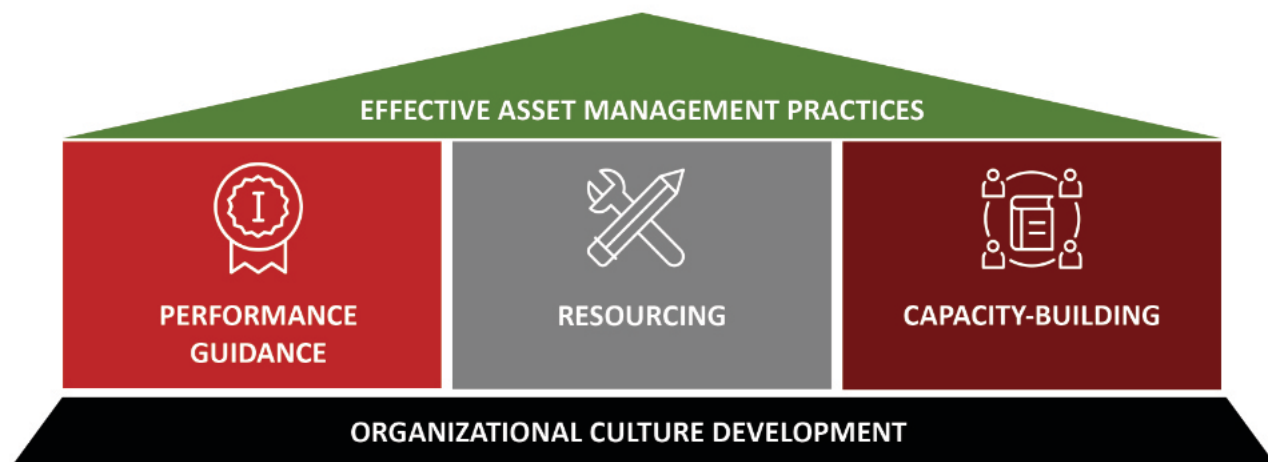 EFFECTIVE ASSET MANAGEMENT PRACTICES
I
PERFORMANCE
GUIDANCE
RESOURCING
CAPACITY-BUILDING
ORGANIZATIONAL CULTURE DEVELOPMENT